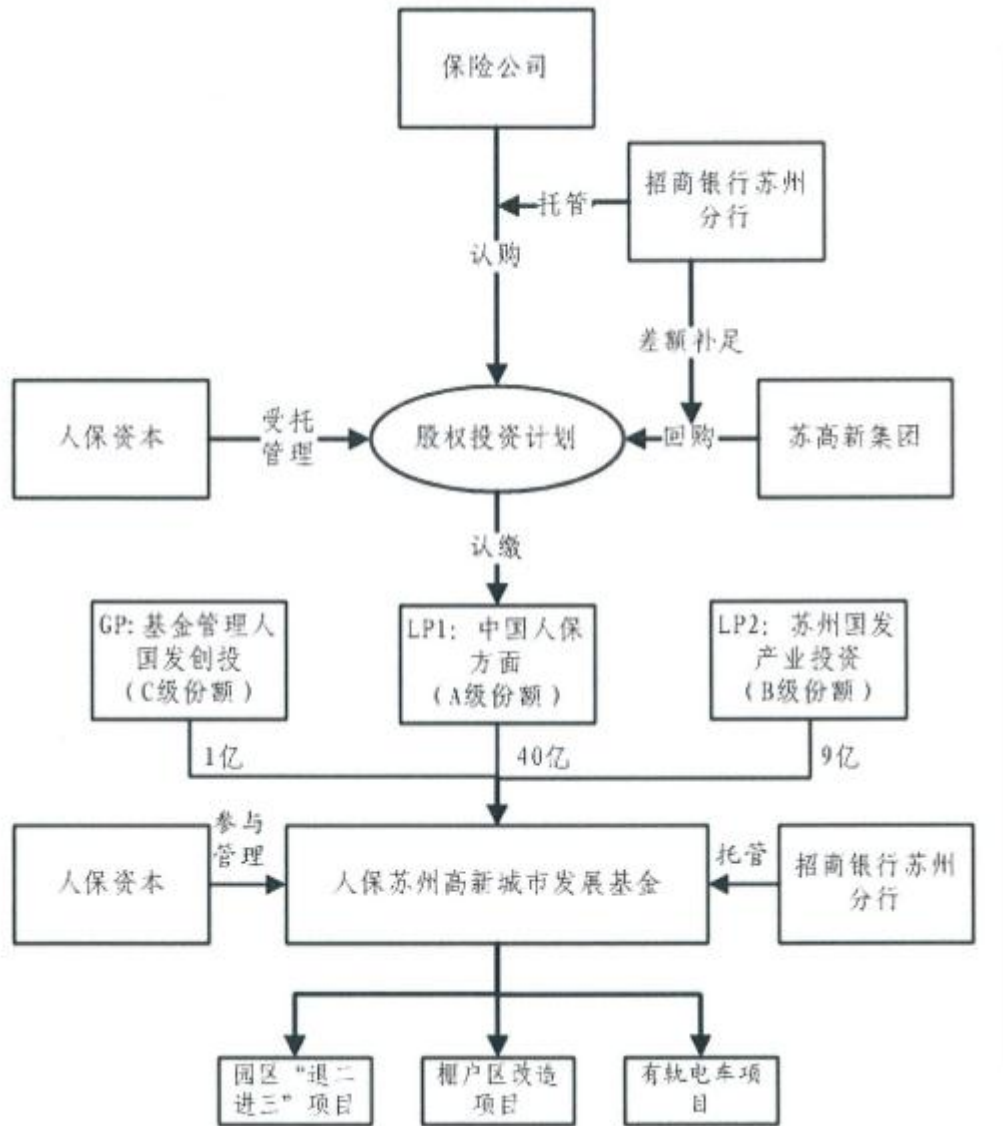 保险公司
招商银行苏州
分行
托管
认购
差额补足
人保资本
受托
管理
股权投资计划
回购
苏高新集团
认缴
GP:基金管理人
国发创投
(C级份额)
LP1: 中国人保
方面
(A级份额)
LP2: 苏州国发
产业投资
(B级份额)
1亿
40亿
9亿
人保资本
参与
管理
人保苏州高新城市发展基金
托管
招商银行苏州
分行
园区“退二
进三”项目
棚户区改造
项目
有轨电车项
目